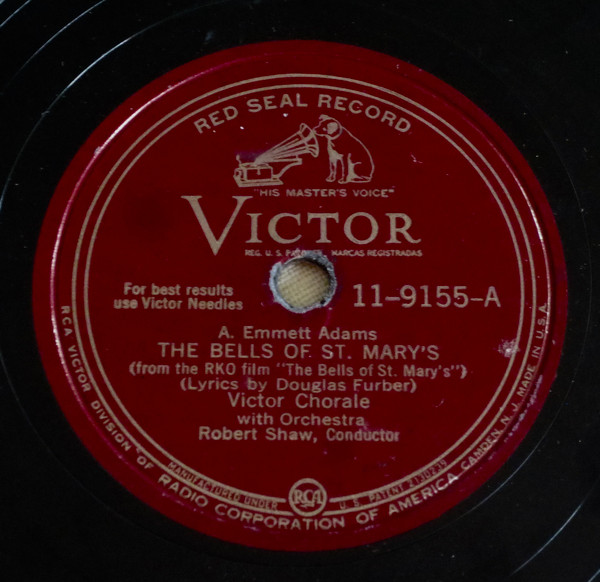 RED SEAL RECORD
"HIS MASTER'S VOICE"
VICTOR
REG. U. S. MARCAS REGISTRADAS
For best results
use Victor Needles
11-9155-A
A. Emmett Adams
THE BELLS OF ST. MARY'S
(from the RKO film "The Bells of St. Mary's")
(Lyrics by Douglas Furber)
Victor Chorale
with Orchestra
Robert Shaw, Conductor
MANUFACTURED UNDER
RCA
U.S. PATENT
RCA VICTOR DIVISION OF RADIO CORPORATION OF AMERICA, CAMDEN, N. J. MADE IN U.S.A.